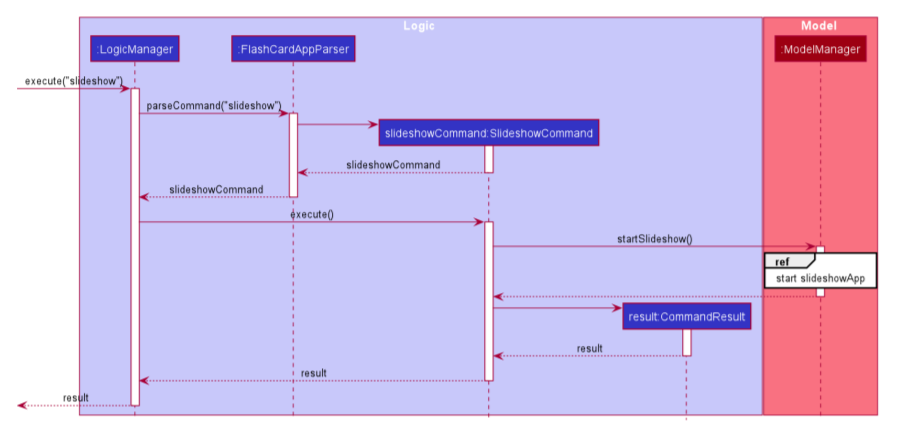 Logic
Model
:LogicManager
:FlashCardAppParser
:ModelManager
execute("slideshow")
parseCommand("slideshow")
slideshowCommand:SlideshowCommand
slideshowCommand
slideshowCommand
execute()
startSlideshow()
ref
start slideshowApp
result:CommandResult
result
result
result